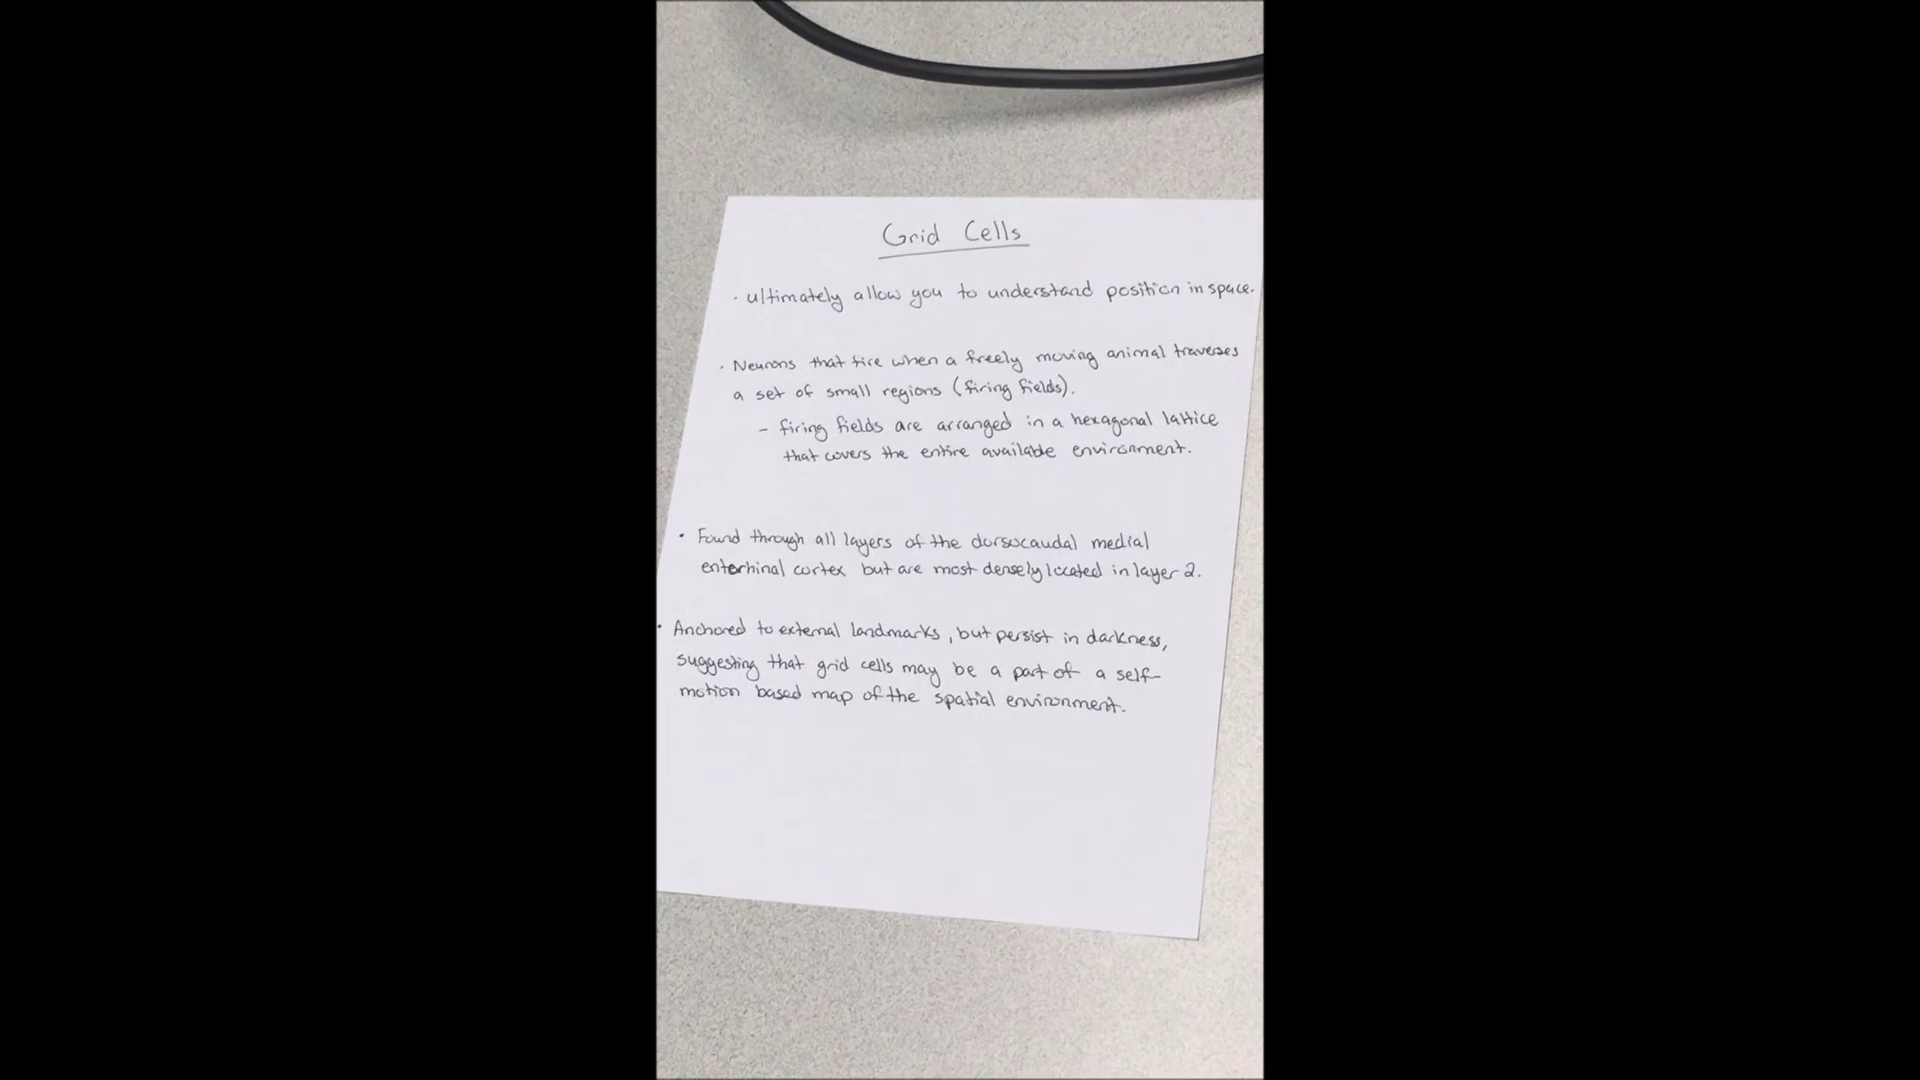 Grid Cells
· Ultimately allow you to understand position in space.
· Neurons that fire when a freely moving animal traverses
a set of small regions (firing fields).
- firing fields are arranged in a hexagonal lattice
that covers the entire available environment.
· Found through all layers of the dorsocaudal medial
entorhinal cortex but are most densely located in layer 2.
· Anchored to external landmarks, but persist in darkness,
suggesting that grid cells may be a part of a self-
motion based map of the spatial environment.